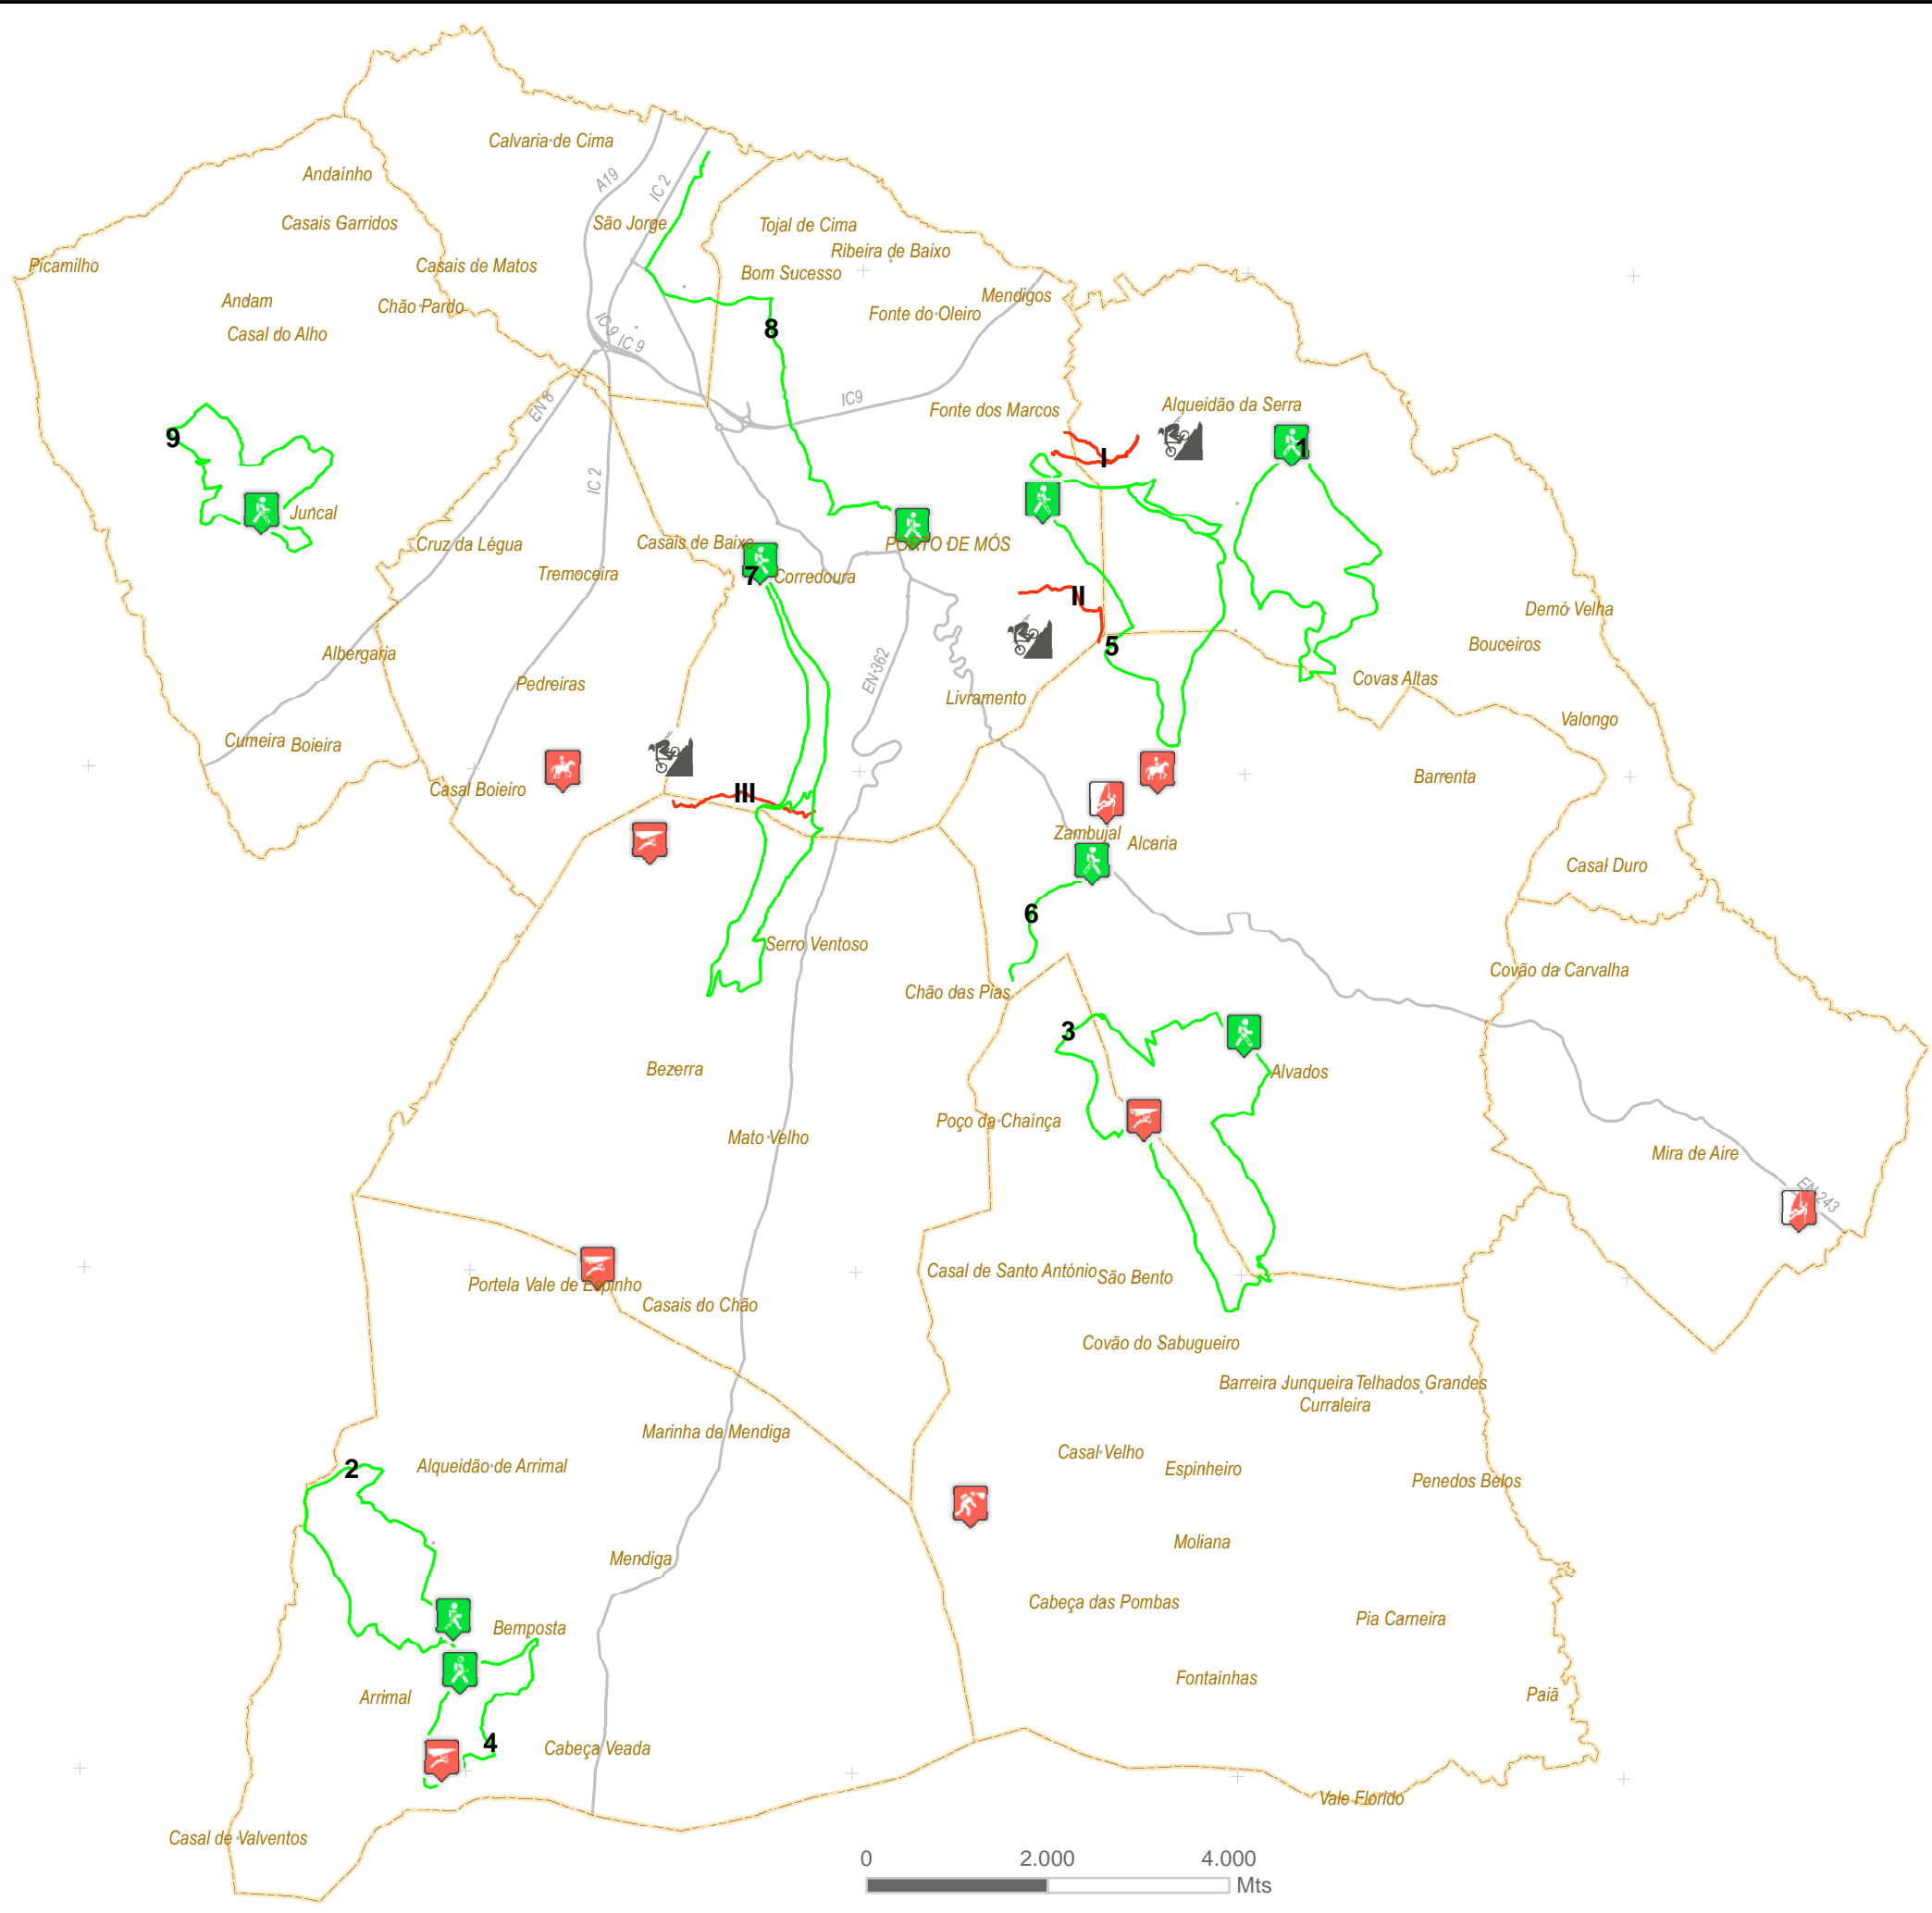 Calvaria de Cima
Andaínho
A19
IC 2
Casais Garridos
São Jorge
Tojal de Cima
Ribeira de Baixo
Picamilho
Casais de Matos
Bom Sucesso
Mendigos
Andam
Chão Pardo
Fonte do Oleiro
Casal do Alho
IC 9
IC 9
8
EN 8
IC9
Fonte dos Marcos
Alqueidão da Serra
9
I
1
IC 2
Juncal
Cruz da Légua
Casais de Baixo
PORTO DE MÓS
Tremoceira
7
Corredoura
II
Demó Velha
5
Bouceiros
Albergaria
EN 362
Pedreiras
Livramento
Covas Altas
Valongo
Cumeira
Boieira
Barrenta
Casal Boieiro
III
Zambujal
Alcaria
Casal Duro
6
Serro Ventoso
Covão da Carvalha
Chão das Pias
3
Bezerra
Alvados
Poço da Chaínça
Mato Velho
Mira de Aire
EN 243
Casal de Santo António
São Bento
Portela Vale de Espinho
Casais do Chão
Covão do Sabugueiro
Barreira Junqueira
Telhados Grandes
Curraleira
Marinha da Mendiga
Casal Velho
2
Alqueidão de Arrimal
Espinheiro
Penedos Belos
Moliana
Mendiga
Cabeça das Pombas
Pia Carneira
Bemposta
Fontaínhas
Arrimal
Paiã
4
Cabeça Veada
Vale Florido
Casal de Valventos
0 2.000 4.000
Mts